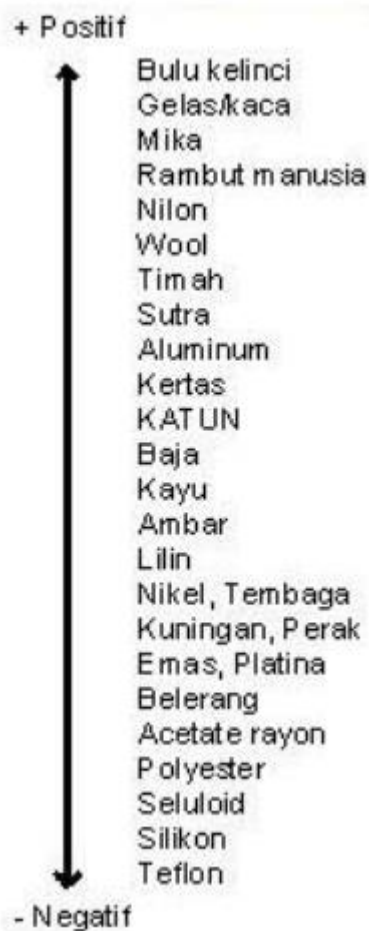 + Positif
Bulu kelinci
Gelas/kaca
Mika
Rambut manusia
Nilon
Wool
Timah
Sutra
Aluminum
Kertas
KATUN
Baja
Kayu
Ambar
Lilin
Nikel, Tembaga
Kuningan, Perak
Emas, Platina
Belerang
Acetate rayon
Polyester
Seluloid
Silikon
Teflon
- Negatif